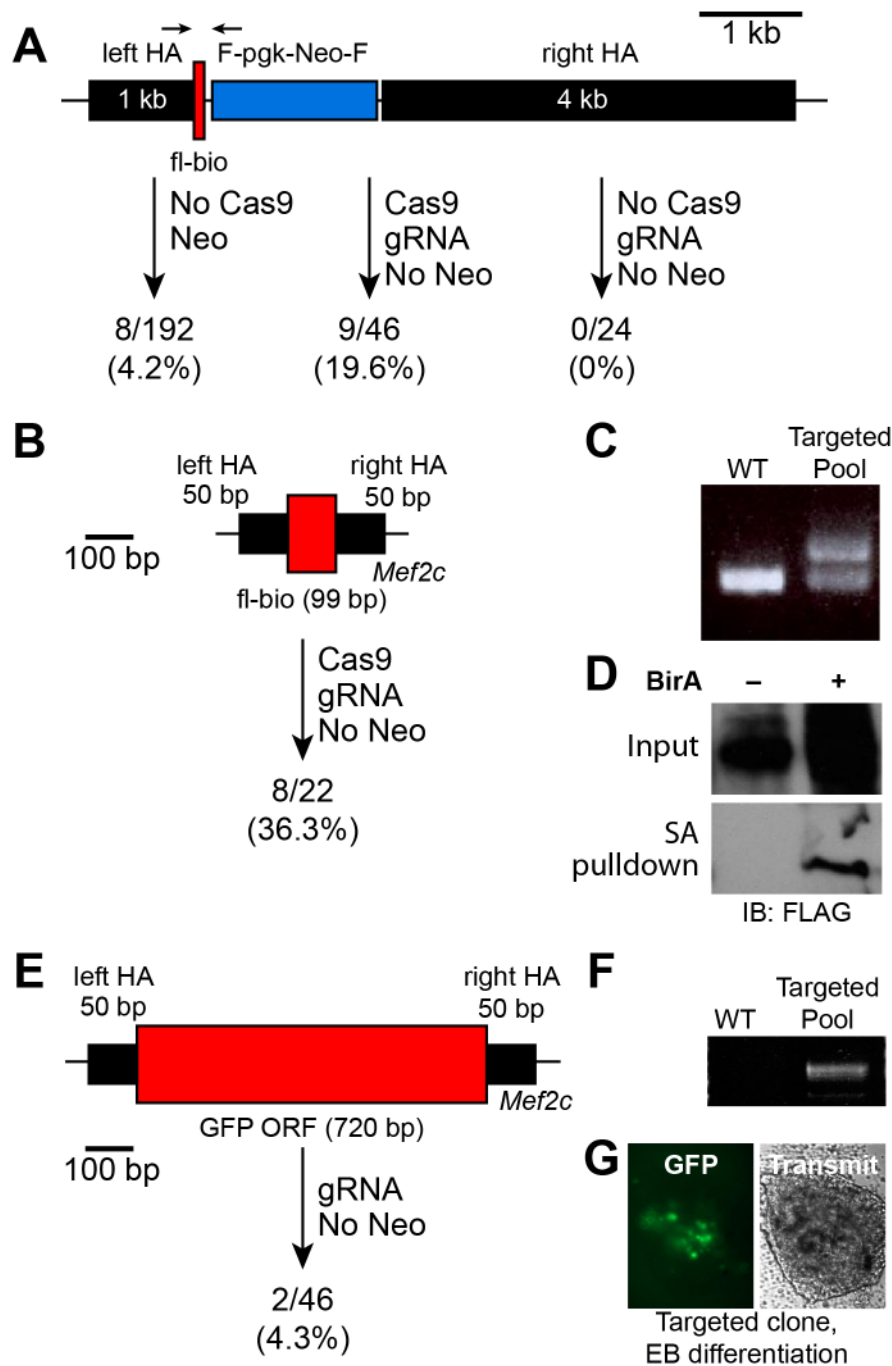 A
1 kb
left HA
F-pgk-Neo-F
right HA
1 kb
4 kb
fl-bio
No Cas9
Neo
Cas9
gRNA
No Neo
No Cas9
gRNA
No Neo
8/192
(4.2%)
9/46
(19.6%)
0/24
(0%)
B
left HA
50 bp
right HA
50 bp
100 bp
Mef2c
fl-bio (99 bp)
Cas9
gRNA
No Neo
8/22
(36.3%)
C
WT
Targeted
Pool
D
BirA
–
+
Input
SA
pulldown
IB: FLAG
E
left HA
50 bp
right HA
50 bp
Mef2c
GFP ORF (720 bp)
100 bp
gRNA
No Neo
2/46
(4.3%)
F
WT
Targeted
Pool
G
GFP
Transmit
Targeted clone,
EB differentiation